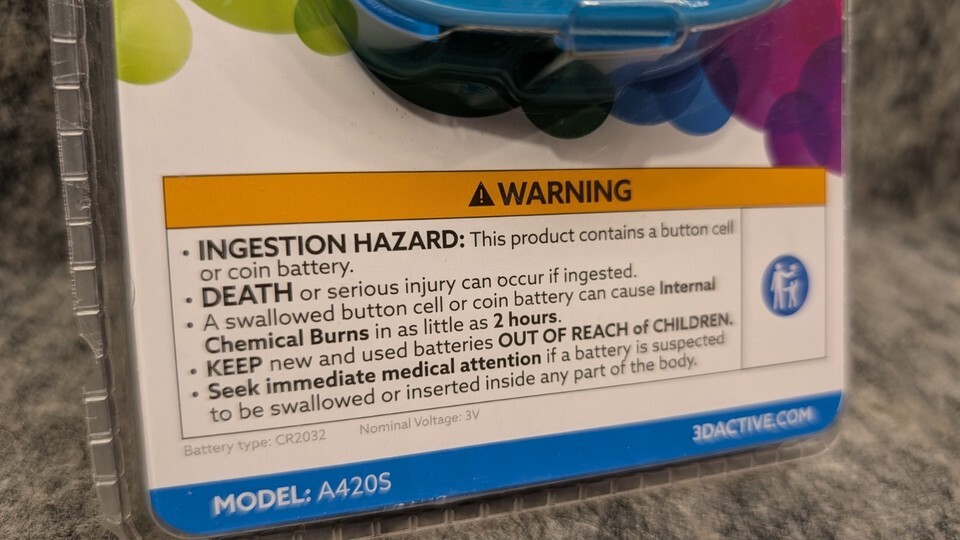 WARNING
• INGESTION HAZARD: This product contains a button cell
or coin battery.
• DEATH or serious injury can occur if ingested.
• A swallowed button cell or coin battery can cause Internal
Chemical Burns in as little as 2 hours.
• KEEP new and used batteries OUT OF REACH of CHILDREN.
• Seek immediate medical attention if a battery is suspected
to be swallowed or inserted inside any part of the body.
Battery type: CR2032 Nominal Voltage: 3V
MODEL: A420S 3DACTIVE.COM